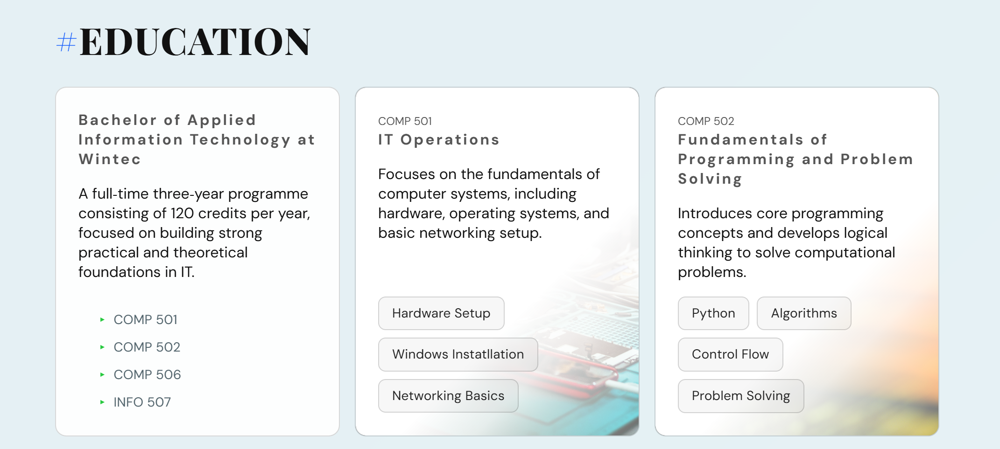 #EDUCATION
Bachelor of Applied
Information Technology at
Wintec
A full-time three-year programme
consisting of 120 credits per year,
focused on building strong
practical and theoretical
foundations in IT.
COMP 501
COMP 502
COMP 506
INFO 507
COMP 501
IT Operations
Focuses on the fundamentals of
computer systems, including
hardware, operating systems, and
basic networking setup.
Hardware Setup
Windows Instatllation
Networking Basics
COMP 502
Fundamentals of
Programming and Problem
Solving
Introduces core programming
concepts and develops logical
thinking to solve computational
problems.
Python Algorithms
Control Flow
Problem Solving